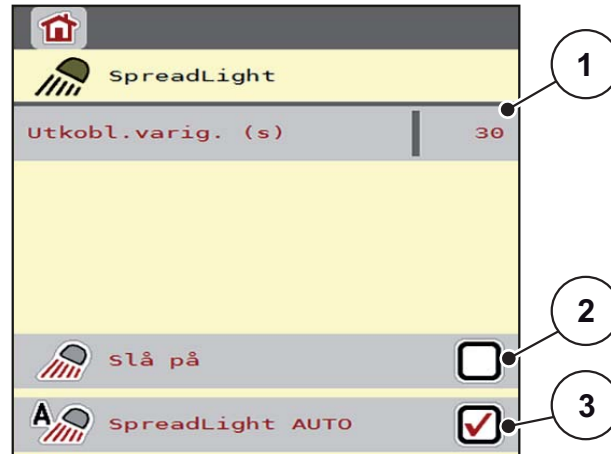 SpreadLight
1
Utkobl.varig. (s) 30
2
Slå på
3
A
SpreadLight AUTO